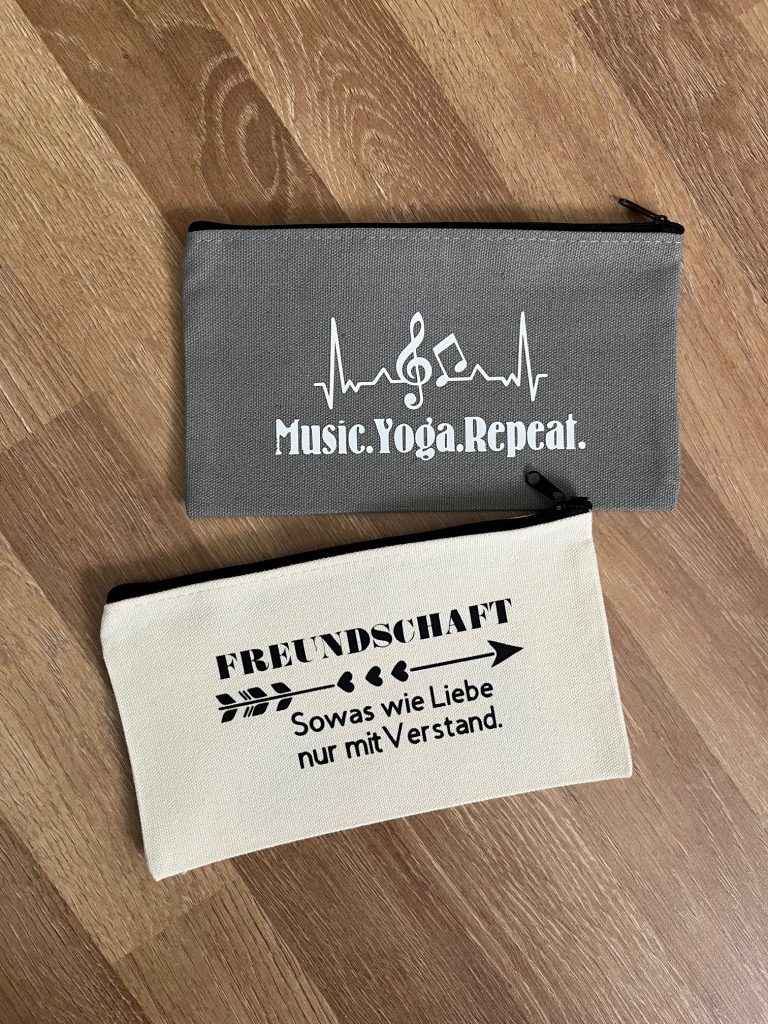 Music.Yoga.Repeat.
FREUNDSCHAFT
Sowas wie Liebe
nur mit Verstand.